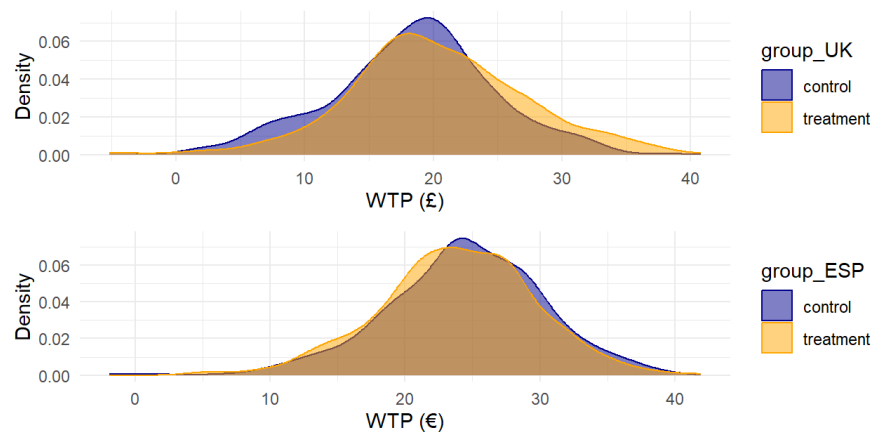 Density
0.06
0.04
0.02
0.00
0
10
20
30
40
WTP (£)
group_UK
control
treatment
Density
0.06
0.04
0.02
0.00
0
10
20
30
40
WTP (€)
group_ESP
control
treatment